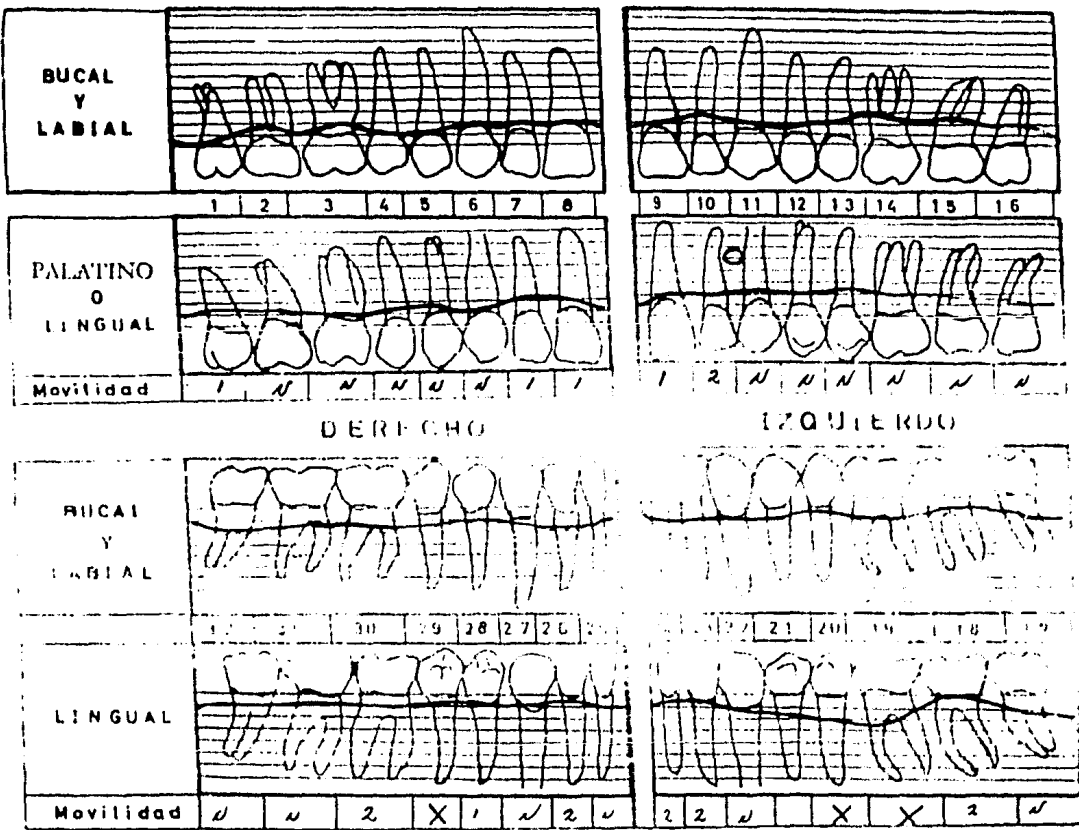 BUCAL
Y
LABIAL
1 2 3 4 5 6 7 8 9 10 11 12 13 14 15 16
PALATINO
O
LINGUAL
Movilidad 1 N N N N N 1 1 1 2 N N N N N N
DERECHO IZQUIERDO
BUCAL
Y
LABIAL
30 29 28 27 26 21 20 18
LINGUAL
Movilidad N N 2 X 1 N 2 N 2 2 N X X 2 N